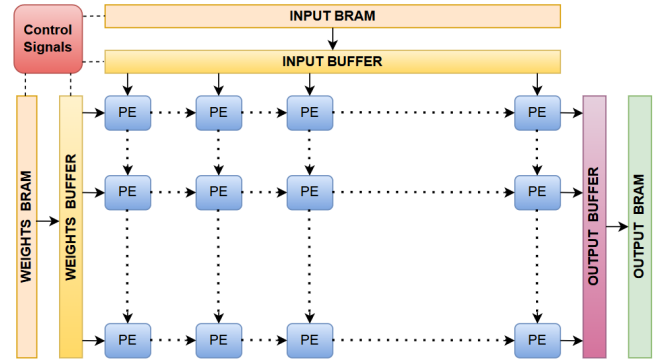 Control
Signals
INPUT BRAM
INPUT BUFFER
WEIGHTS BRAM
WEIGHTS BUFFER
PE
PE
PE
PE
PE
PE
PE
PE
PE
PE
PE
PE
OUTPUT BUFFER
OUTPUT BRAM